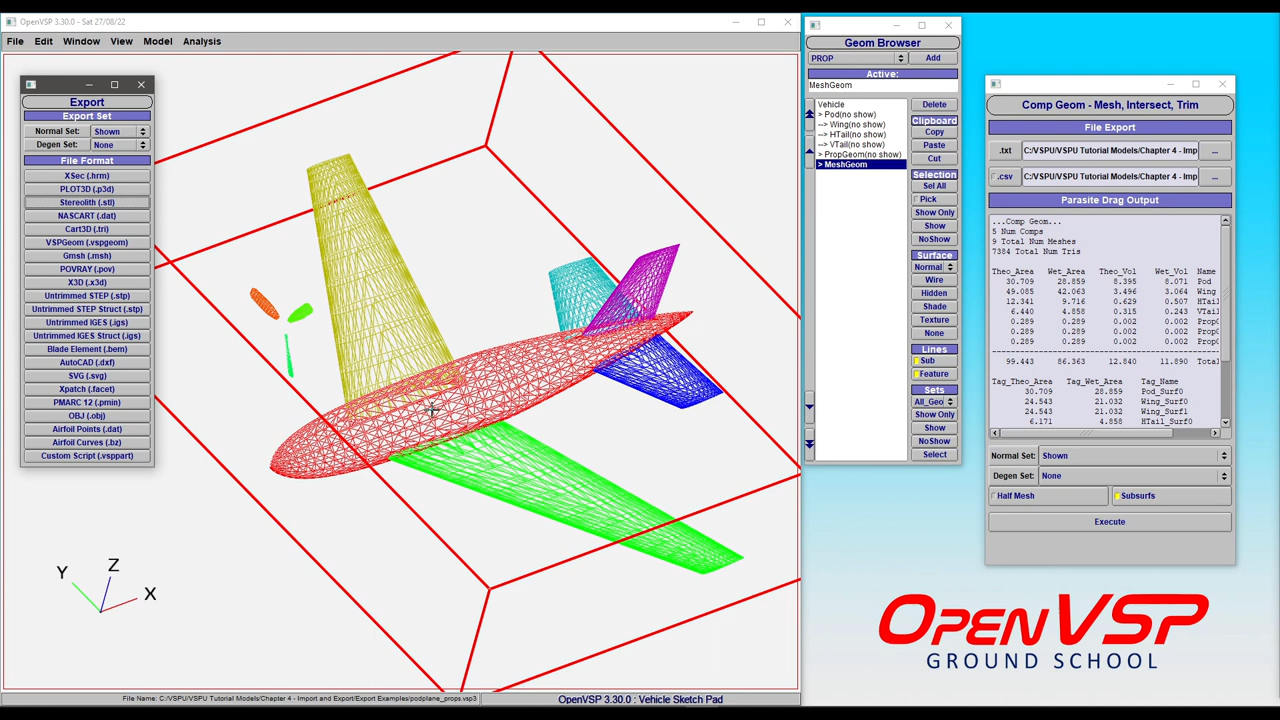 OpenVSP 3.30.0 - Sat 27/08/22
File Edit Window View Model Analysis
Export
Export Set
Normal Set: Shown
Degen Set: None
File Format
XSec (.hrm)
PLOT3D (.p3d)
Stereolith (.stl)
NASCART (.dat)
Cart3D (.tri)
VSPGeom (.vspgeom)
Gmsh (.msh)
POVRAY (.pov)
X3D (.x3d)
Untrimmed STEP (.stp)
Untrimmed STEP Struct (.stp)
Untrimmed IGES (.igs)
Untrimmed IGES Struct (.igs)
Blade Element (.bem)
AutoCAD (.dxf)
SVG (.svg)
Xpatch (.facet)
PMARC 12 (.pmin)
OBJ (.obj)
Airfoil Points (.dat)
Airfoil Curves (.bz)
Custom Script (.vsppart)
Y Z X
File Name: C:/VSPU/VSPU Tutorial Models/Chapter 4 - Import and Export/Export Examples/podplane_props.vsp3
OpenVSP 3.30.0 : Vehicle Sketch Pad
Geom Browser
PROP Add
Active:
MeshGeom
Vehicle
> Pod(no show)
--> Wing(no show)
--> HTail(no show)
--> VTail(no show)
> PropGeom(no show)
> MeshGeom
Delete
Clipboard
Copy
Paste
Cut
Selection
Sel All
Pick
Show Only
Show
NoShow
Surface
Normal
Wire
Hidden
Shade
Texture
None
Lines
Sub
Feature
Sets
All_Geo
Show Only
Show
NoShow
Select
Comp Geom - Mesh, Intersect, Trim
File Export
.txt C:/VSPU/VSPU Tutorial Models/Chapter 4 - Imp ...
.csv C:/VSPU/VSPU Tutorial Models/Chapter 4 - Imp ...
Parasite Drag Output
...Comp Geom...
5 Num Comps
9 Total Num Meshes
7384 Total Num Tris
Theo_Area Wet_Area Theo_Vol Wet_Vol Name
30.709 28.859 8.395 8.071 Pod
49.085 42.063 3.496 3.064 Wing
12.341 9.716 0.629 0.507 HTail
6.440 4.858 0.315 0.243 VTail
0.289 0.289 0.002 0.002 PropG
0.289 0.289 0.002 0.002 PropG
0.289 0.289 0.002 0.002 PropG
99.443 86.363 12.840 11.890 Total
Tag_Theo_Area Tag_Wet_Area Tag_Name
30.709 28.859 Pod_Surf0
24.543 21.032 Wing_Surf0
24.543 21.032 Wing_Surf1
6.171 4.858 HTail_Surf0
Normal Set: Shown
Degen Set: None
Half Mesh Subsurfs
Execute
OpenVSP
GROUND SCHOOL